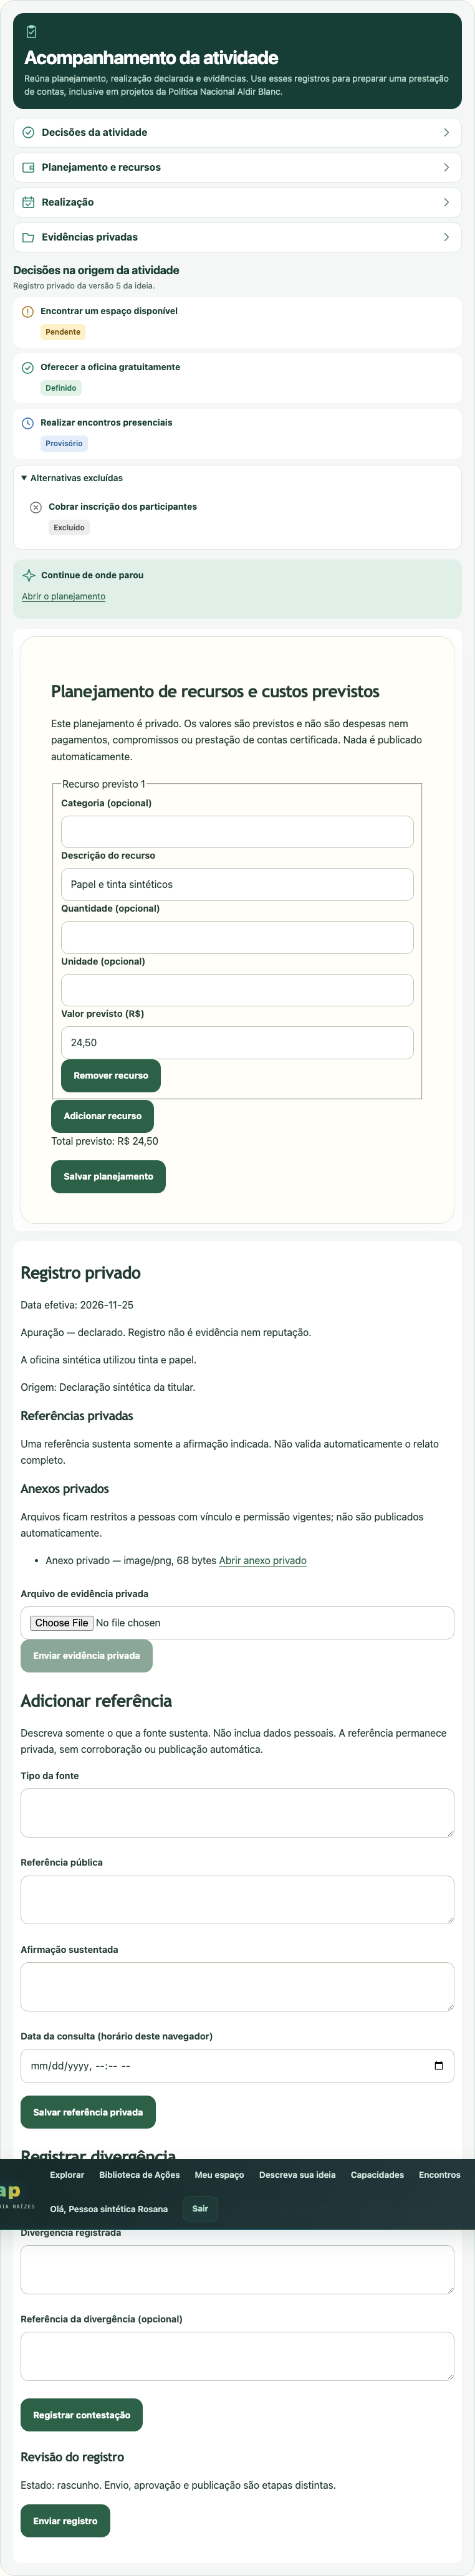 Acompanhamento da atividade
Reúna planejamento, realização declarada e evidências. Use esses registros para preparar uma prestação
de contas, inclusive em projetos da Política Nacional Aldir Blanc.
Decisões da atividade
Planejamento e recursos
Realização
Evidências privadas
Decisões na origem da atividade
Registro privado da versão 5 da ideia.
Encontrar um espaço disponível
Pendente
Oferecer a oficina gratuitamente
Definido
Realizar encontros presenciais
Provisório
Alternativas excluídas
Cobrar inscrição dos participantes
Excluído
Continue de onde parou
Abrir o planejamento
Planejamento de recursos e custos previstos
Este planejamento é privado. Os valores são previstos e não são despesas nem
pagamentos, compromissos ou prestação de contas certificada. Nada é publicado
automaticamente.
Recurso previsto 1
Categoria (opcional)
Descrição do recurso
Papel e tinta sintéticos
Quantidade (opcional)
Unidade (opcional)
Valor previsto (R$)
24,50
Remover recurso
Adicionar recurso
Total previsto: R$ 24,50
Salvar planejamento
Registro privado
Data efetiva: 2026-11-25
Apuração — declarado. Registro não é evidência nem reputação.
A oficina sintética utilizou tinta e papel.
Origem: Declaração sintética da titular.
Referências privadas
Uma referência sustenta somente a afirmação indicada. Não valida automaticamente o relato
completo.
Anexos privados
Arquivos ficam restritos a pessoas com vínculo e permissão vigentes; não são publicados
automaticamente.
Anexo privado — image/png, 68 bytes Abrir anexo privado
Arquivo de evidência privada
Choose File No file chosen
Enviar evidência privada
Adicionar referência
Descreva somente o que a fonte sustenta. Não inclua dados pessoais. A referência permanece
privada, sem corroboração ou publicação automática.
Tipo da fonte
Referência pública
Afirmação sustentada
Data da consulta (horário deste navegador)
mm/dd/yyyy, --:-- --
Salvar referência privada
Registrar divergência
ap
RIA RAÍZES
Explorar Biblioteca de Ações Meu espaço Descreva sua ideia Capacidades Encontros
Olá, Pessoa sintética Rosana Sair
Divergência registrada
Referência da divergência (opcional)
Registrar contestação
Revisão do registro
Estado: rascunho. Envio, aprovação e publicação são etapas distintas.
Enviar registro